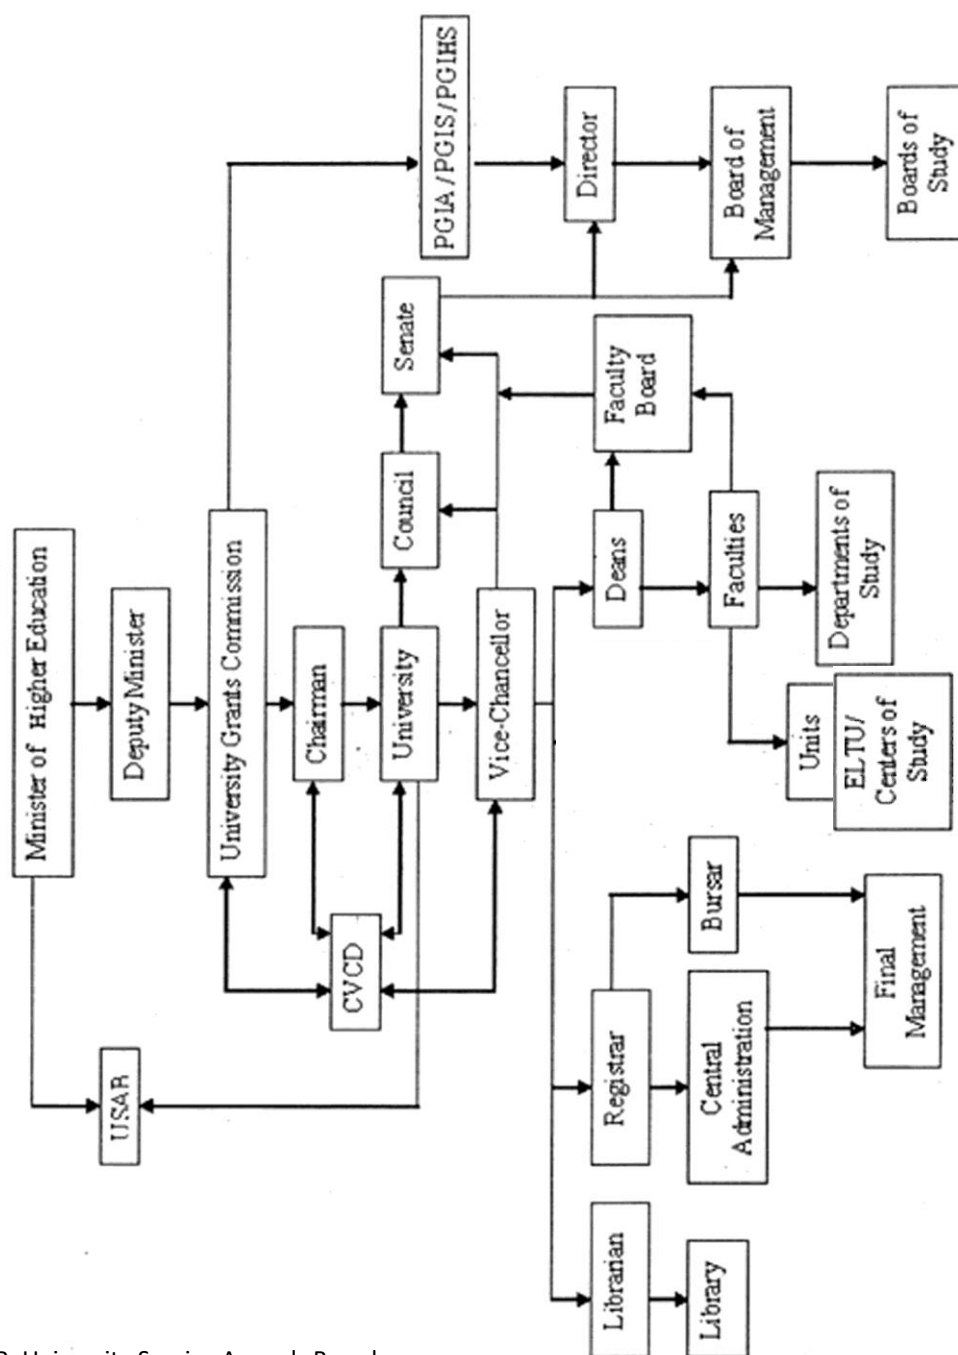 Minister of Higher Education
Deputy Minister
University Grants Commission
Chairman
CVCD
USAB
University
Council
Senate
PGIA/PGIS/PGIHS
Vice-Chancellor
Director
Board of
Management
Boards of
Study
Librarian
Library
Registrar
Central
Administration
Bursar
Final
Management
Deans
Faculty
Board
Faculties
Units
ELTU/
Centers of
Study
Departments of
Study